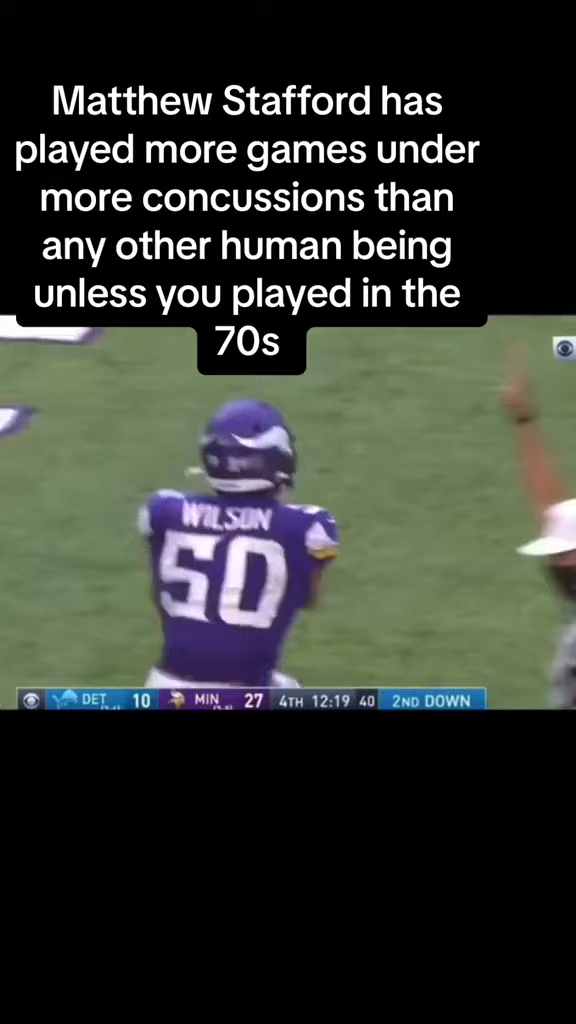 Matthew Stafford has
played more games under
more concussions than
any other human being
unless you played in the
70s
WILSON
50
DET 10 MIN 27 4TH 12:19 40 2ND DOWN